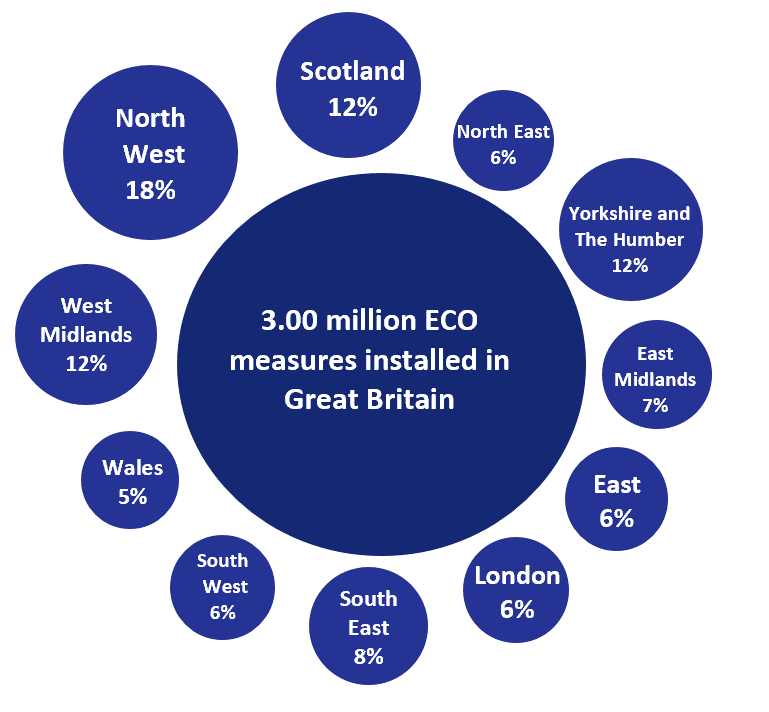 Scotland
12%
North
West
18%
North East
6%
Yorkshire and
The Humber
12%
West
Midlands
12%
3.00 million ECO
measures installed in
Great Britain
East
Midlands
7%
Wales
5%
East
6%
South
West
6%
London
6%
South
East
8%